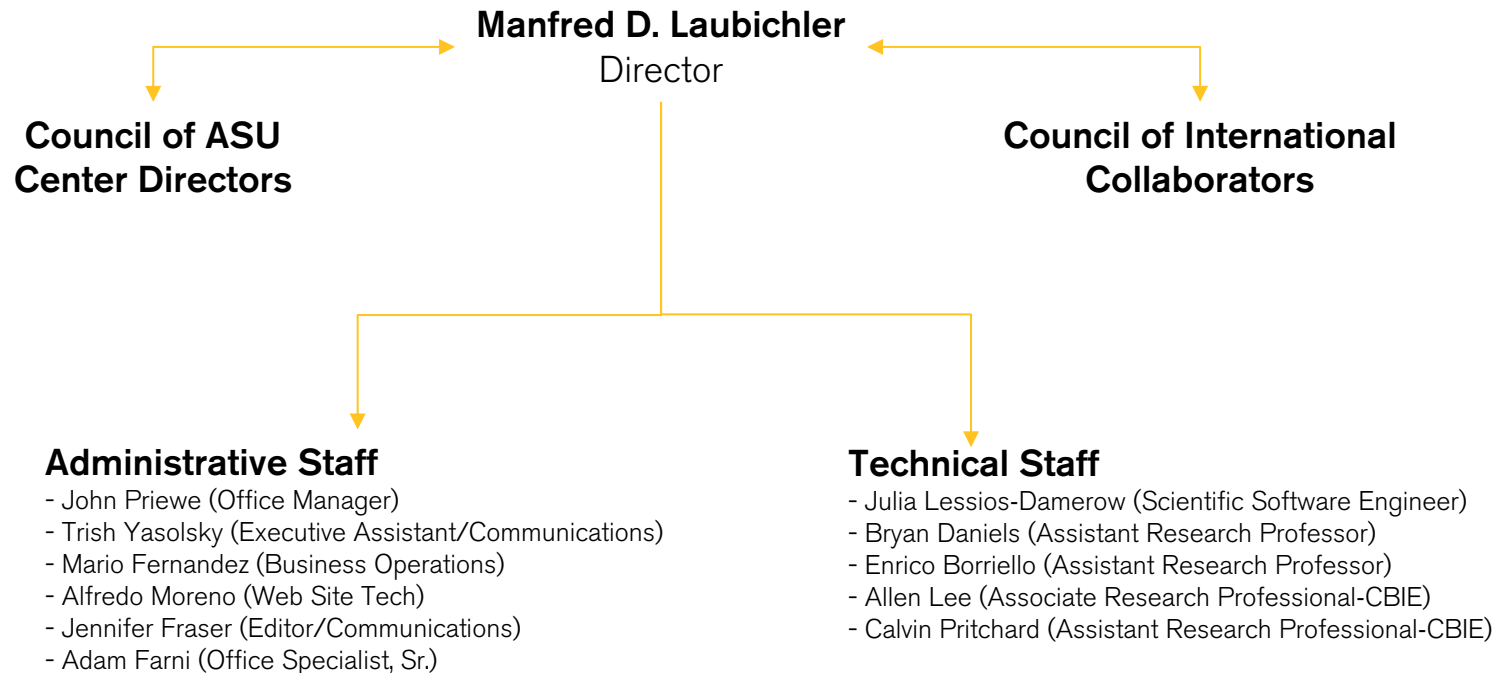 Manfred D. Laubichler
Director
Council of ASU
Center Directors
Council of International
Collaborators
Administrative Staff
- John Priewe (Office Manager)
- Trish Yasolsky (Executive Assistant/Communications)
- Mario Fernandez (Business Operations)
- Alfredo Moreno (Web Site Tech)
- Jennifer Fraser (Editor/Communications)
- Adam Farni (Office Specialist, Sr.)
Technical Staff
- Julia Lessios-Damerow (Scientific Software Engineer)
- Bryan Daniels (Assistant Research Professor)
- Enrico Borriello (Assistant Research Professor)
- Allen Lee (Associate Research Professional-CBIE)
- Calvin Pritchard (Assistant Research Professional-CBIE)